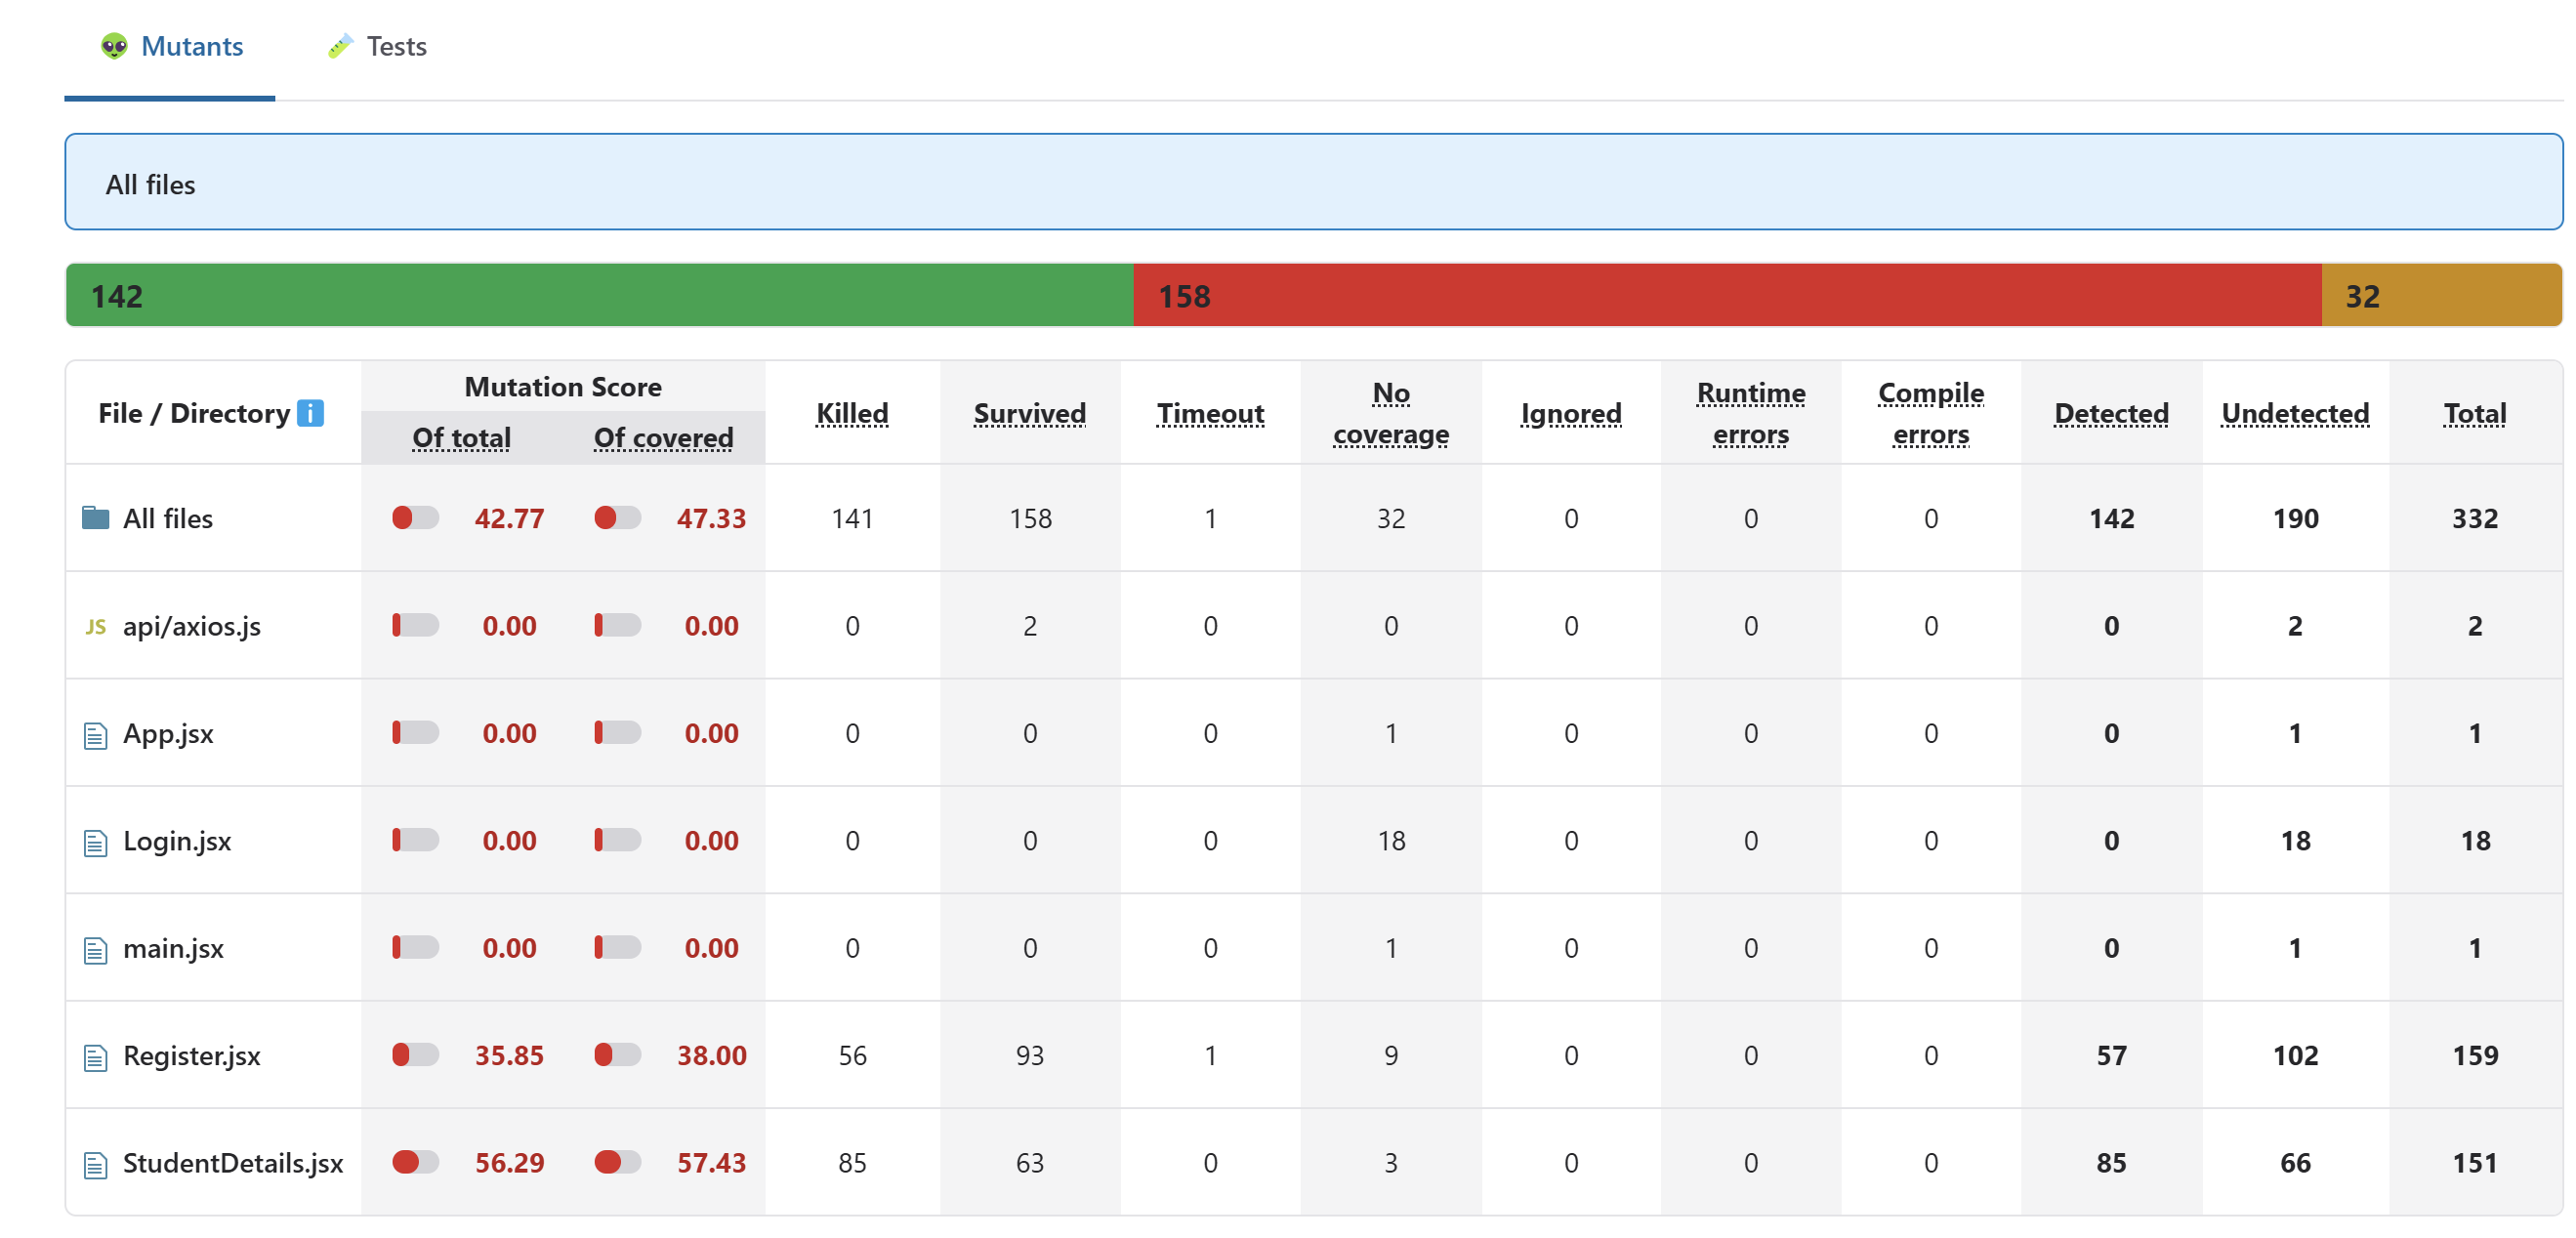 Mutants Tests
All files
142 158 32
File / Directory Mutation Score Killed Survived Timeout No coverage Ignored Runtime errors Compile errors Detected Undetected Total
Of total Of covered
All files 42.77 47.33 141 158 1 32 0 0 0 142 190 332
JS api/axios.js 0.00 0.00 0 2 0 0 0 0 0 0 2 2
App.jsx 0.00 0.00 0 0 0 1 0 0 0 0 1 1
Login.jsx 0.00 0.00 0 0 0 18 0 0 0 0 18 18
main.jsx 0.00 0.00 0 0 0 1 0 0 0 0 1 1
Register.jsx 35.85 38.00 56 93 1 9 0 0 0 57 102 159
StudentDetails.jsx 56.29 57.43 85 63 0 3 0 0 0 85 66 151